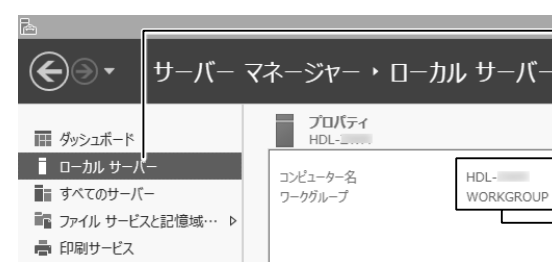 サーバー マネージャー ・ ローカル サーバー
プロパティ
HDL-
ダッシュボード
ローカル サーバー
すべてのサーバー
ファイル サービスと記憶域…
印刷サービス
コンピューター名
HDL-
ワークグループ
WORKGROUP